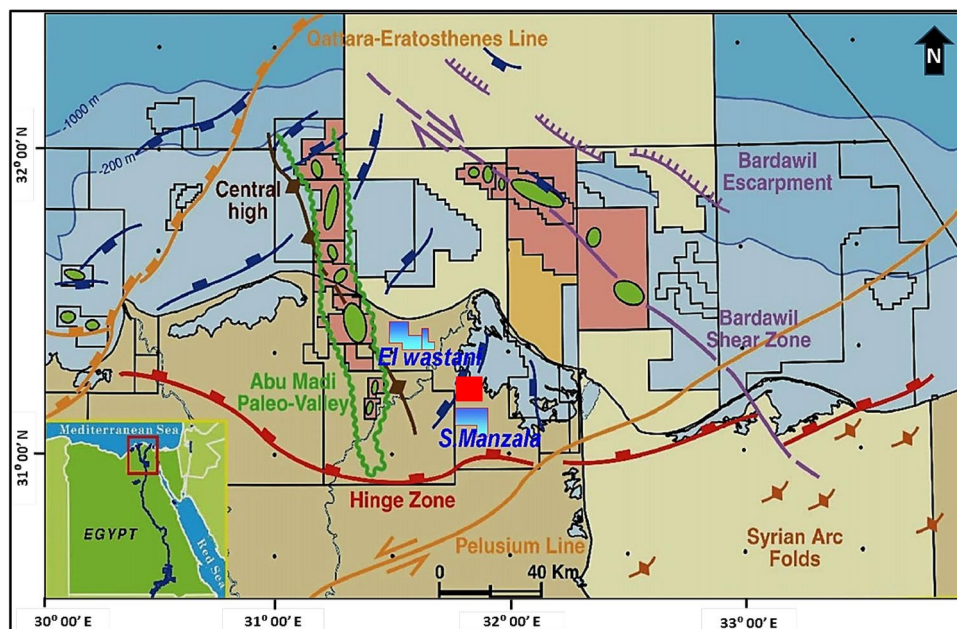 Qattara-Eratosthenes Line
N
-1000 m
-200 m
32° 00' N
Central
high
Bardawil
Escarpment
El wastani
Bardawil
Shear Zone
Abu Madi
Paleo-Valley
S.Manzala
31° 00' N
Hinge Zone
Mediterranean Sea
EGYPT
Red Sea
Pelusium Line
Syrian Arc
Folds
0
40 Km
30° 00' E
31° 00' E
32° 00' E
33° 00' E